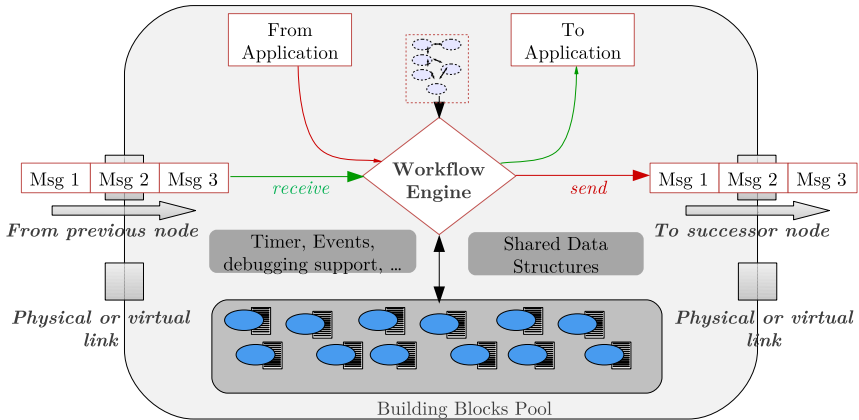 From
Application
To
Application
Msg 1 Msg 2 Msg 3
receive
Workflow
Engine
send
Msg 1 Msg 2 Msg 3
From previous node
To successor node
Timer, Events,
debugging support, ...
Shared Data
Structures
Physical or virtual
link
Physical or virtual
link
Building Blocks Pool